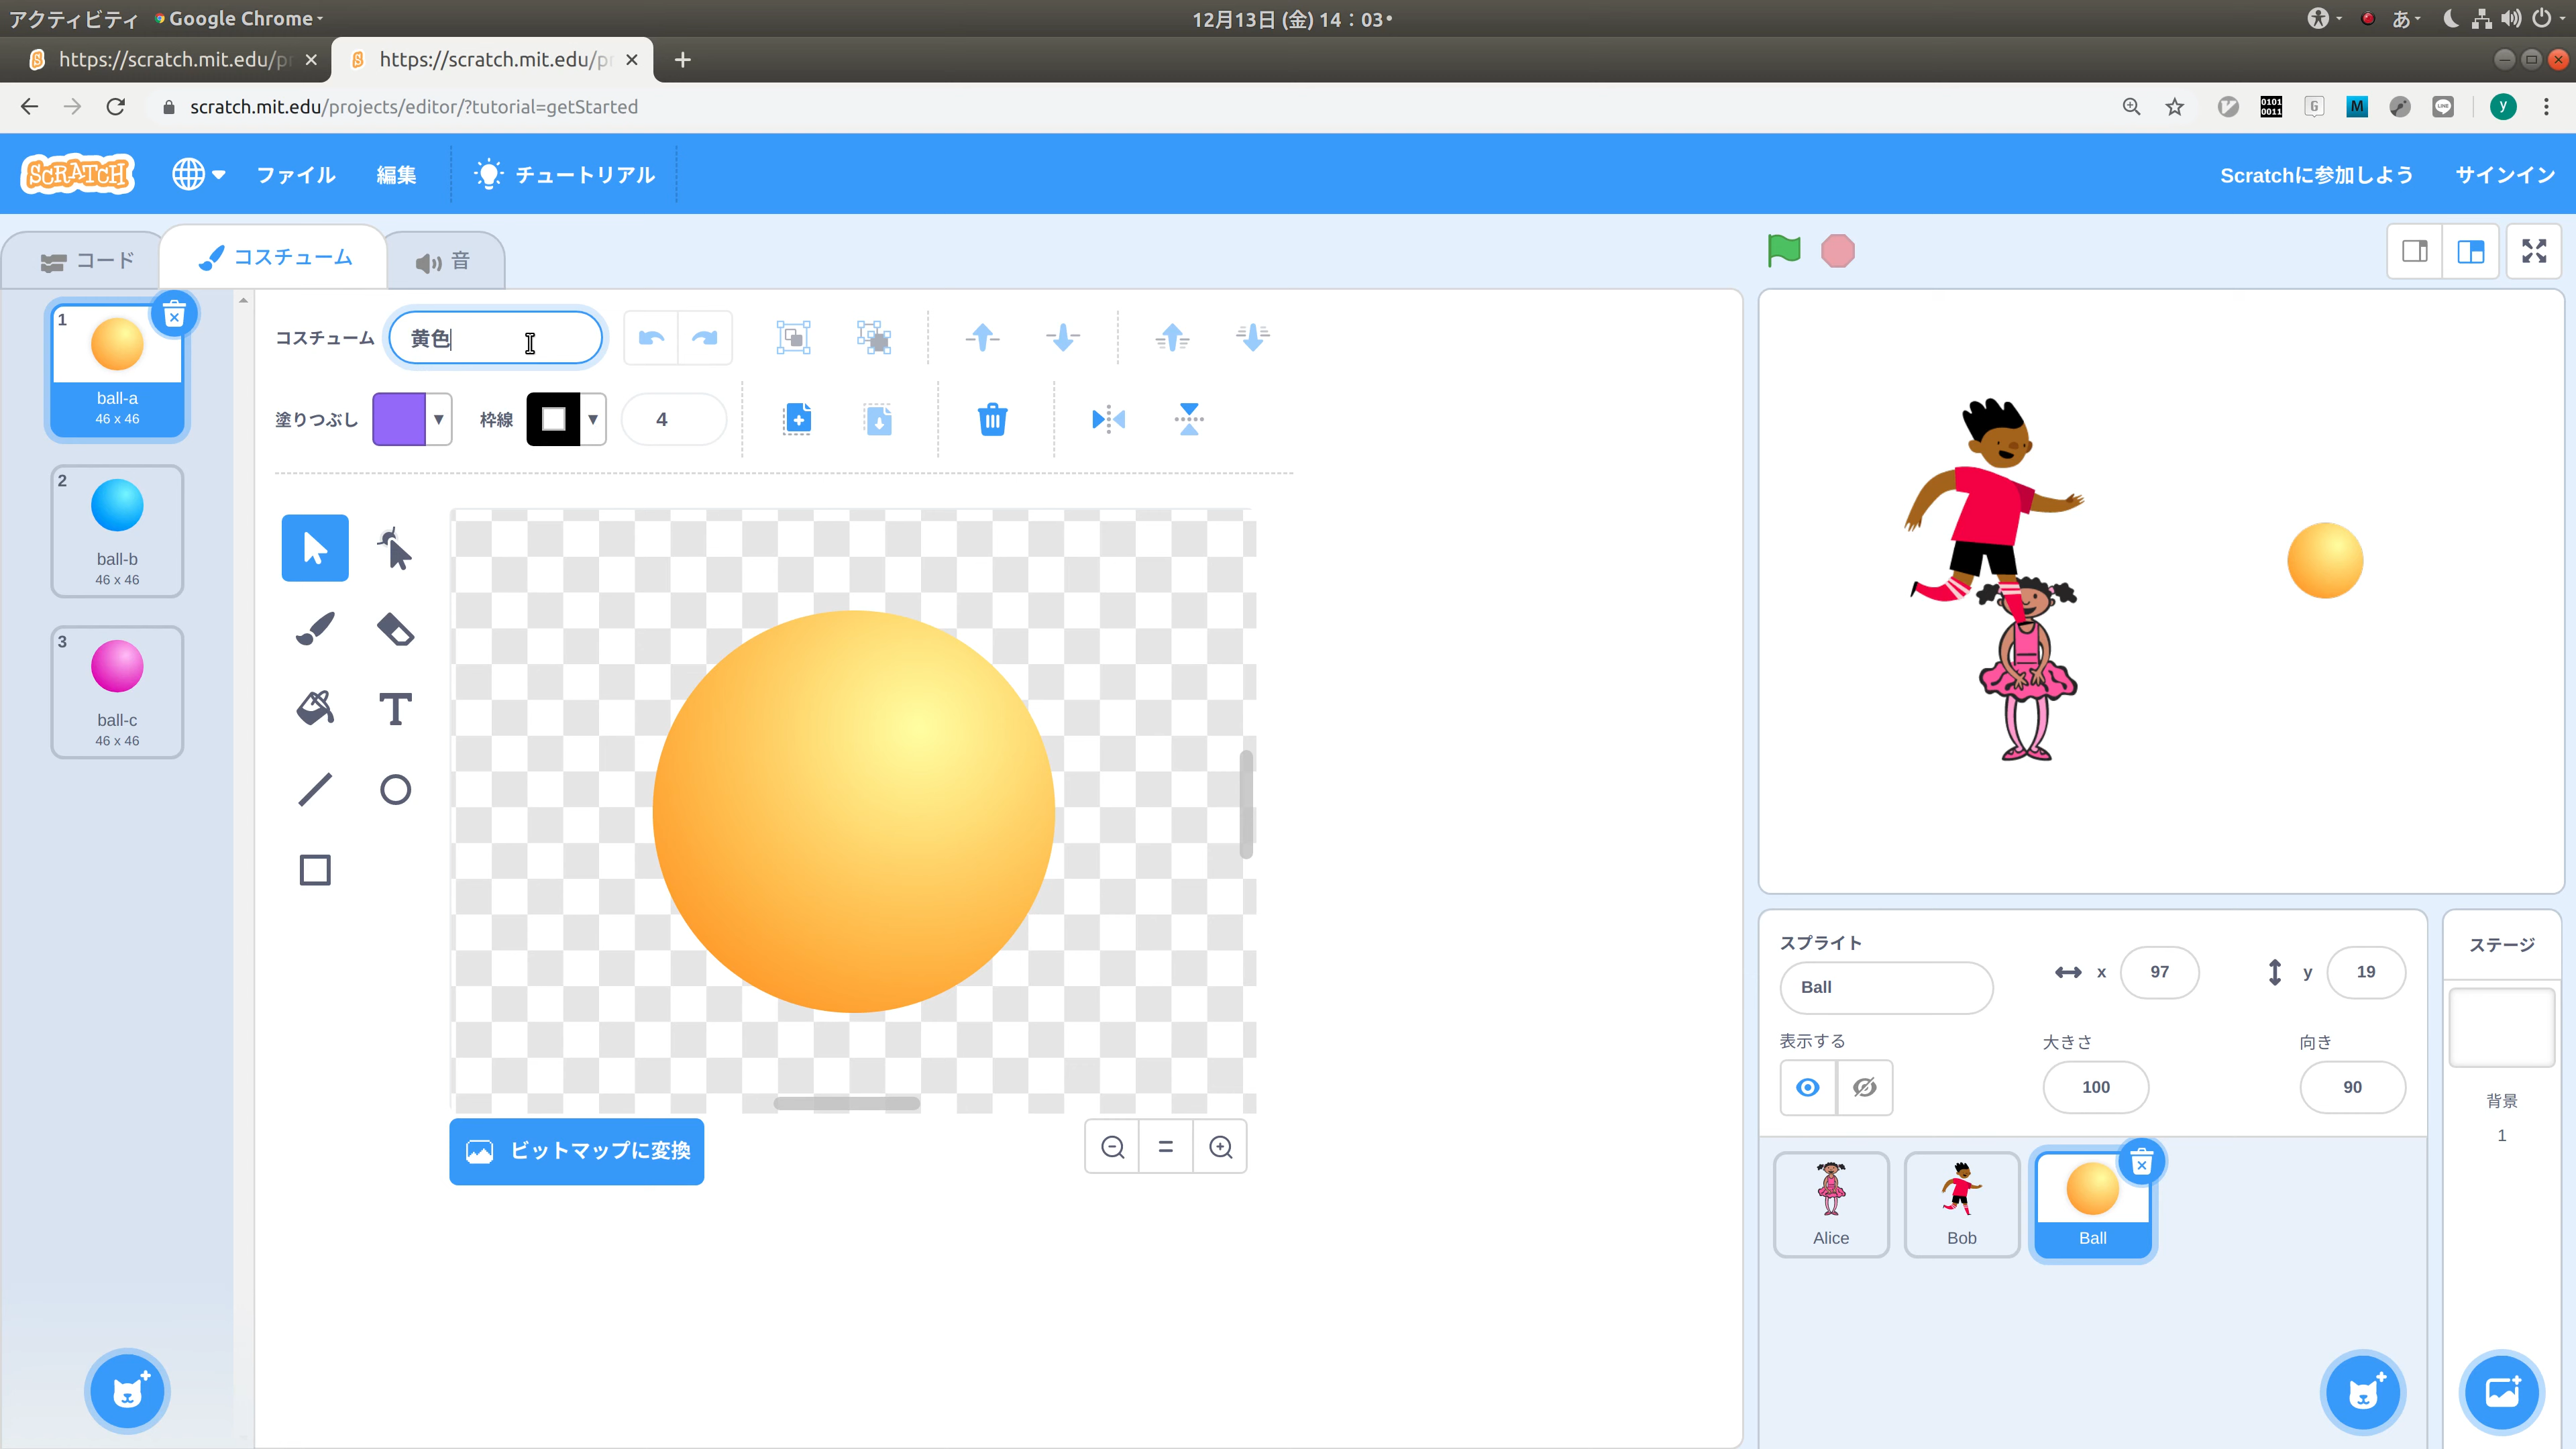 アクティビティ Google Chrome 12月13日 (金) 14：03 あ
https://scratch.mit.edu/pr https://scratch.mit.edu/pr
scratch.mit.edu/projects/editor/?tutorial=getStarted 0101 0011 G M LINE y
SCRATCH ファイル 編集 チュートリアル Scratchに参加しよう サインイン
コード コスチューム 音
1
ball-a
46 x 46
2
ball-b
46 x 46
3
ball-c
46 x 46
コスチューム 黄色
塗りつぶし 枠線 4
T
ビットマップに変換
スプライト
Ball
x 97 y 19
表示する 大きさ 向き
100 90
Alice Bob Ball
ステージ
背景
1